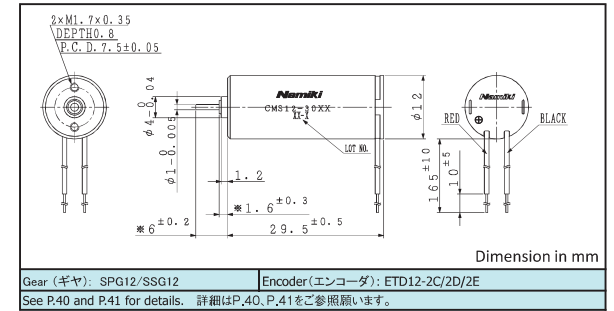 2×M1.7×0.35
DEPTH0.8
P.C.D.7.5±0.05
φ4-0.04 0
φ1-0.005 0
Namiki
CMS12-30XX
XX-X
LOT NO.
φ12
Namiki
RED
BLACK
⊕
165±10
10±5
1.2
※1.6±0.3
※6±0.2
29.5±0.5
Dimension in mm
Gear (ギヤ): SPG12/SSG12
Encoder(エンコーダ): ETD12-2C/2D/2E
See P.40 and P.41 for details. 詳細はP.40、P.41をご参照願います。